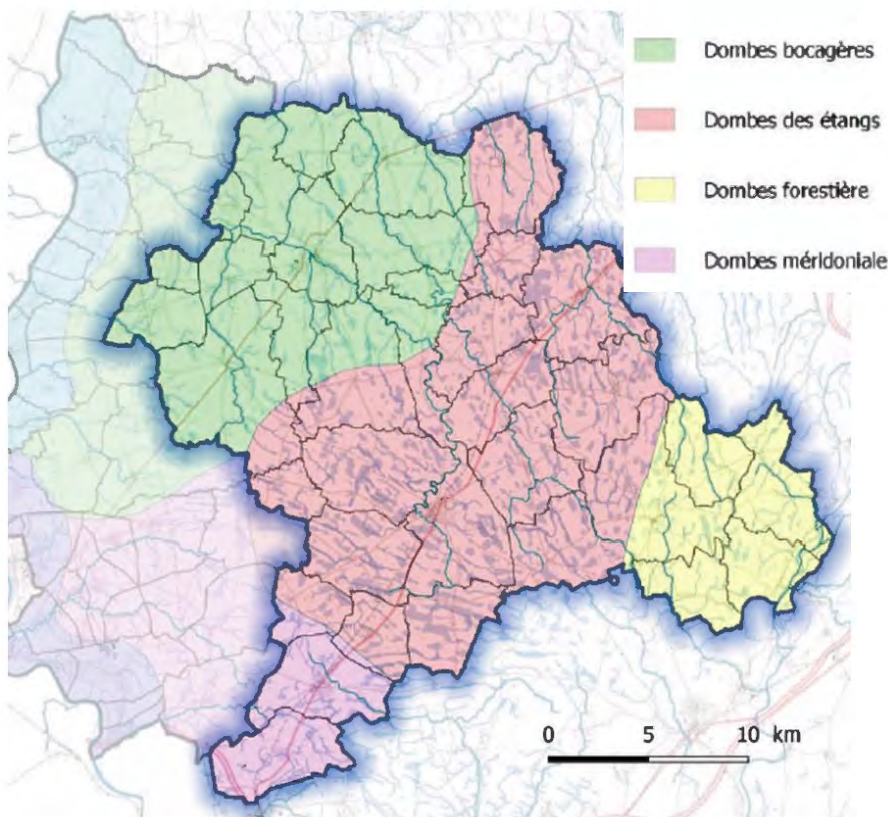 Dombes bocagères
Dombes des étangs
Dombes forestière
Dombes méridoniale
0 5 10 km